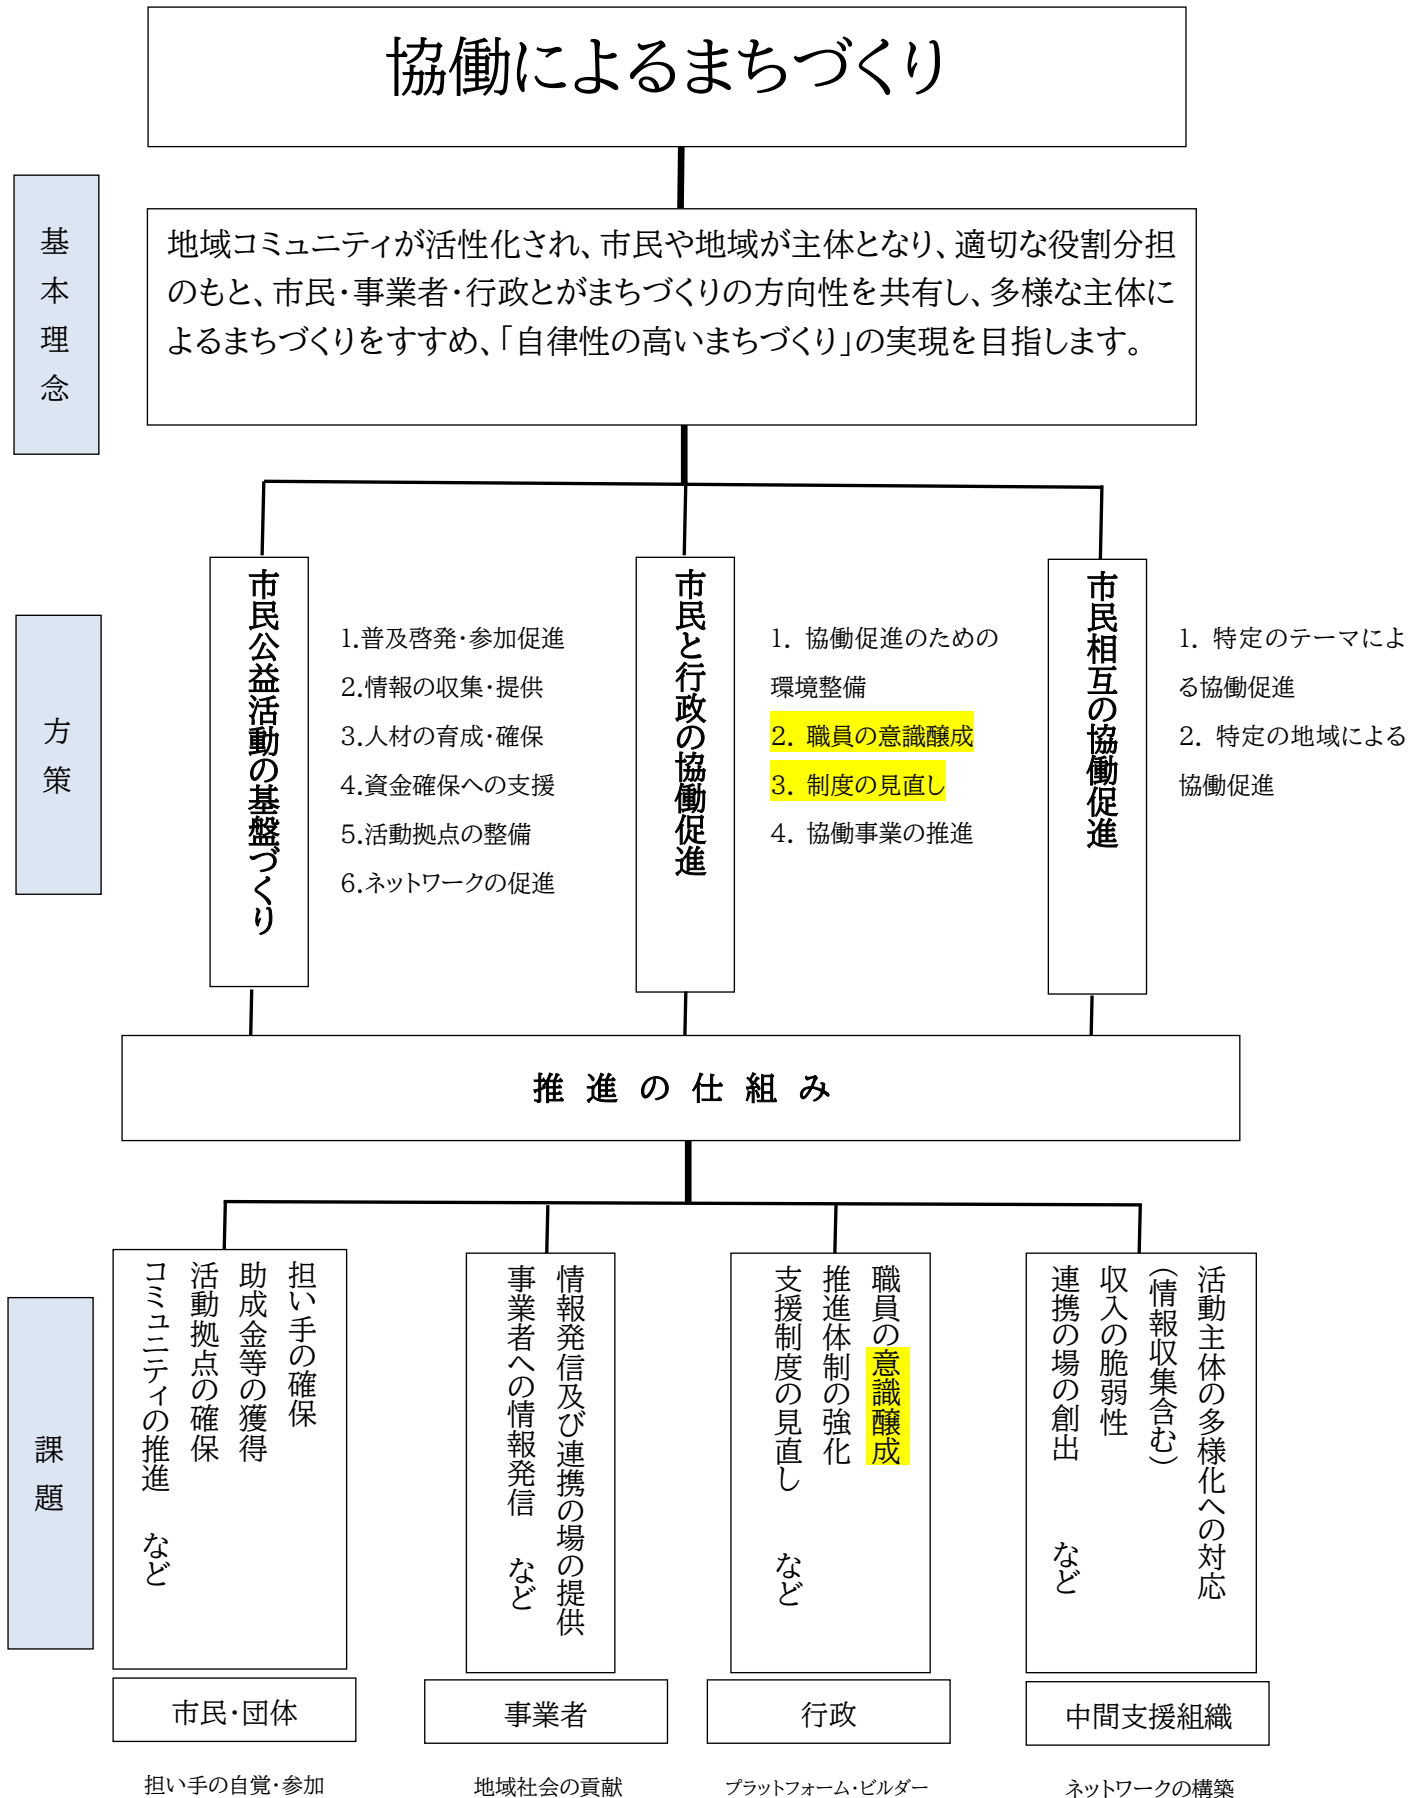 協働によるまちづくり
基本理念
地域コミュニティが活性化され、市民や地域が主体となり、適切な役割分担
のもと、市民・事業者・行政とがまちづくりの方向性を共有し、多様な主体に
よるまちづくりをすすめ、「自律性の高いまちづくり」の実現を目指します。
方策
市民公益活動の基盤づくり
1.普及啓発・参加促進
2.情報の収集・提供
3.人材の育成・確保
4.資金確保への支援
5.活動拠点の整備
6.ネットワークの促進
市民と行政の協働促進
1. 協働促進のための
環境整備
2. 職員の意識醸成
3. 制度の見直し
4. 協働事業の推進
市民相互の協働促進
1. 特定のテーマによ
る協働促進
2. 特定の地域による
協働促進
推進の仕組み
課題
担い手の確保
助成金等の獲得
活動拠点の確保
コミュニティの推進 など
市民・団体
担い手の自覚・参加
情報発信及び連携の場の提供
事業者への情報発信 など
事業者
地域社会の貢献
職員の意識醸成
推進体制の強化
支援制度の見直し など
行政
プラットフォーム・ビルダー
活動主体の多様化への対応
（情報収集含む）
収入の脆弱性
連携の場の創出 など
中間支援組織
ネットワークの構築